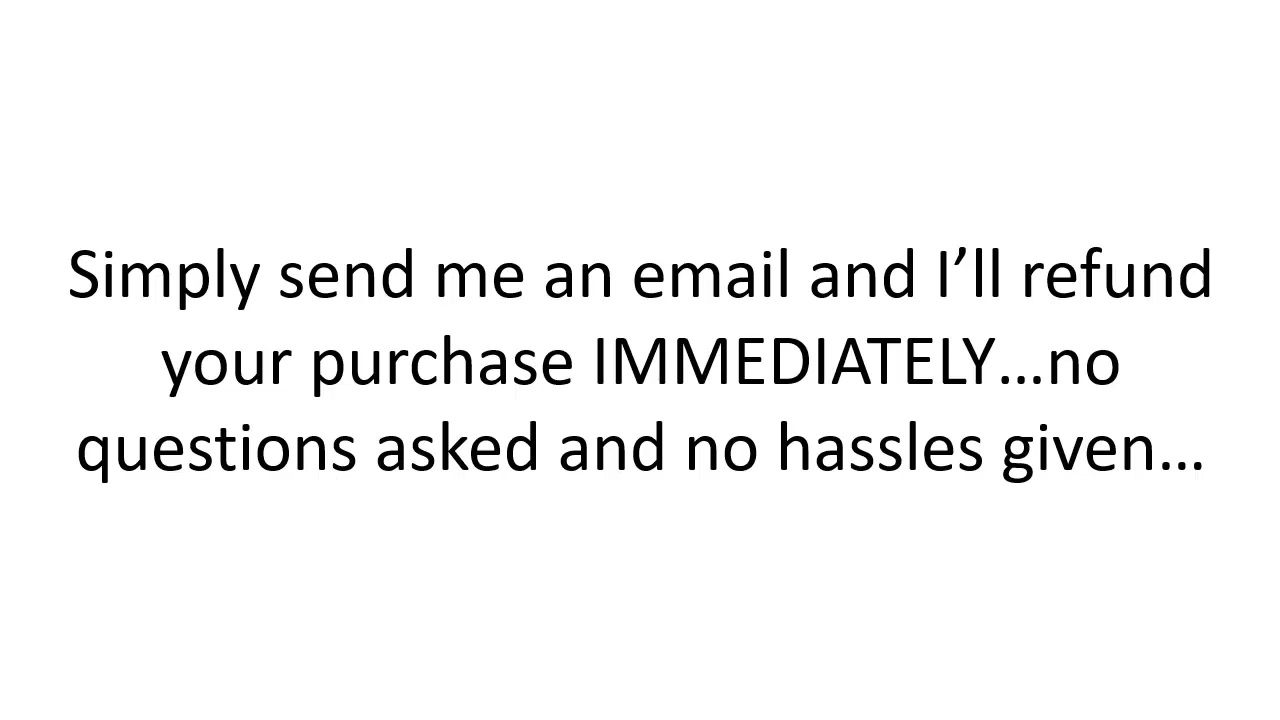 Simply send me an email and I’ll refund
your purchase IMMEDIATELY…no
questions asked and no hassles given…